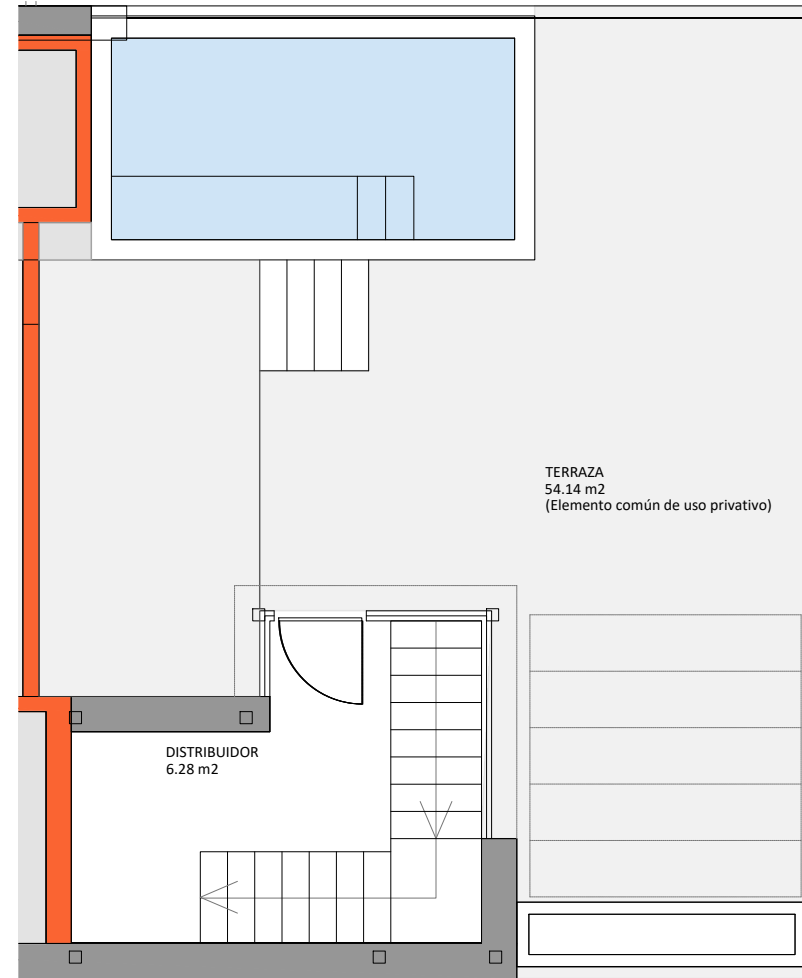 TERRAZA
54.14 m2
(Elemento común de uso privativo)
DISTRIBUIDOR
6.28 m2